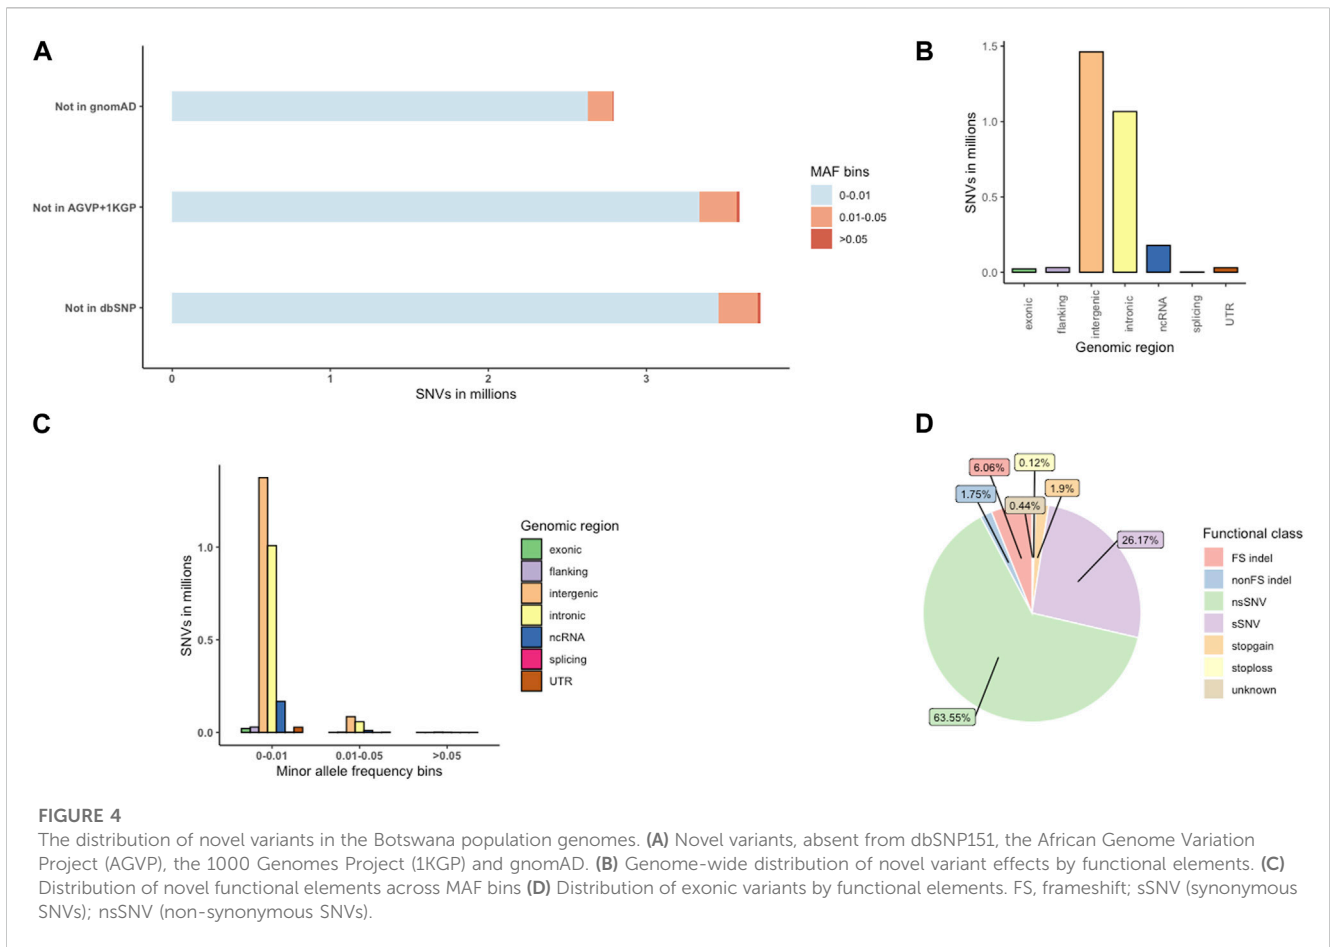 A
Not in gnomAD
Not in AGVP+1KGP
Not in dbSNP
0
1
2
3
SNVs in millions
MAF bins
0-0.01
0.01-0.05
>0.05
B
1.5
1.0
0.5
0.0
SNVs in millions
exonic
flanking
intergenic
intronic
ncRNA
splicing
UTR
Genomic region
C
1.0
0.5
0.0
SNVs in millions
0-0.01
0.01-0.05
>0.05
Minor allele frequency bins
Genomic region
exonic
flanking
intergenic
intronic
ncRNA
splicing
UTR
D
6.06%
0.12%
1.75%
0.44%
1.9%
26.17%
63.55%
Functional class
FS indel
nonFS indel
nsSNV
sSNV
stopgain
stoploss
unknown
FIGURE 4
The distribution of novel variants in the Botswana population genomes. (A) Novel variants, absent from dbSNP151, the African Genome Variation
Project (AGVP), the 1000 Genomes Project (1KGP) and gnomAD. (B) Genome-wide distribution of novel variant effects by functional elements. (C)
Distribution of novel functional elements across MAF bins (D) Distribution of exonic variants by functional elements. FS, frameshift; sSNV (synonymous
SNVs); nsSNV (non-synonymous SNVs).